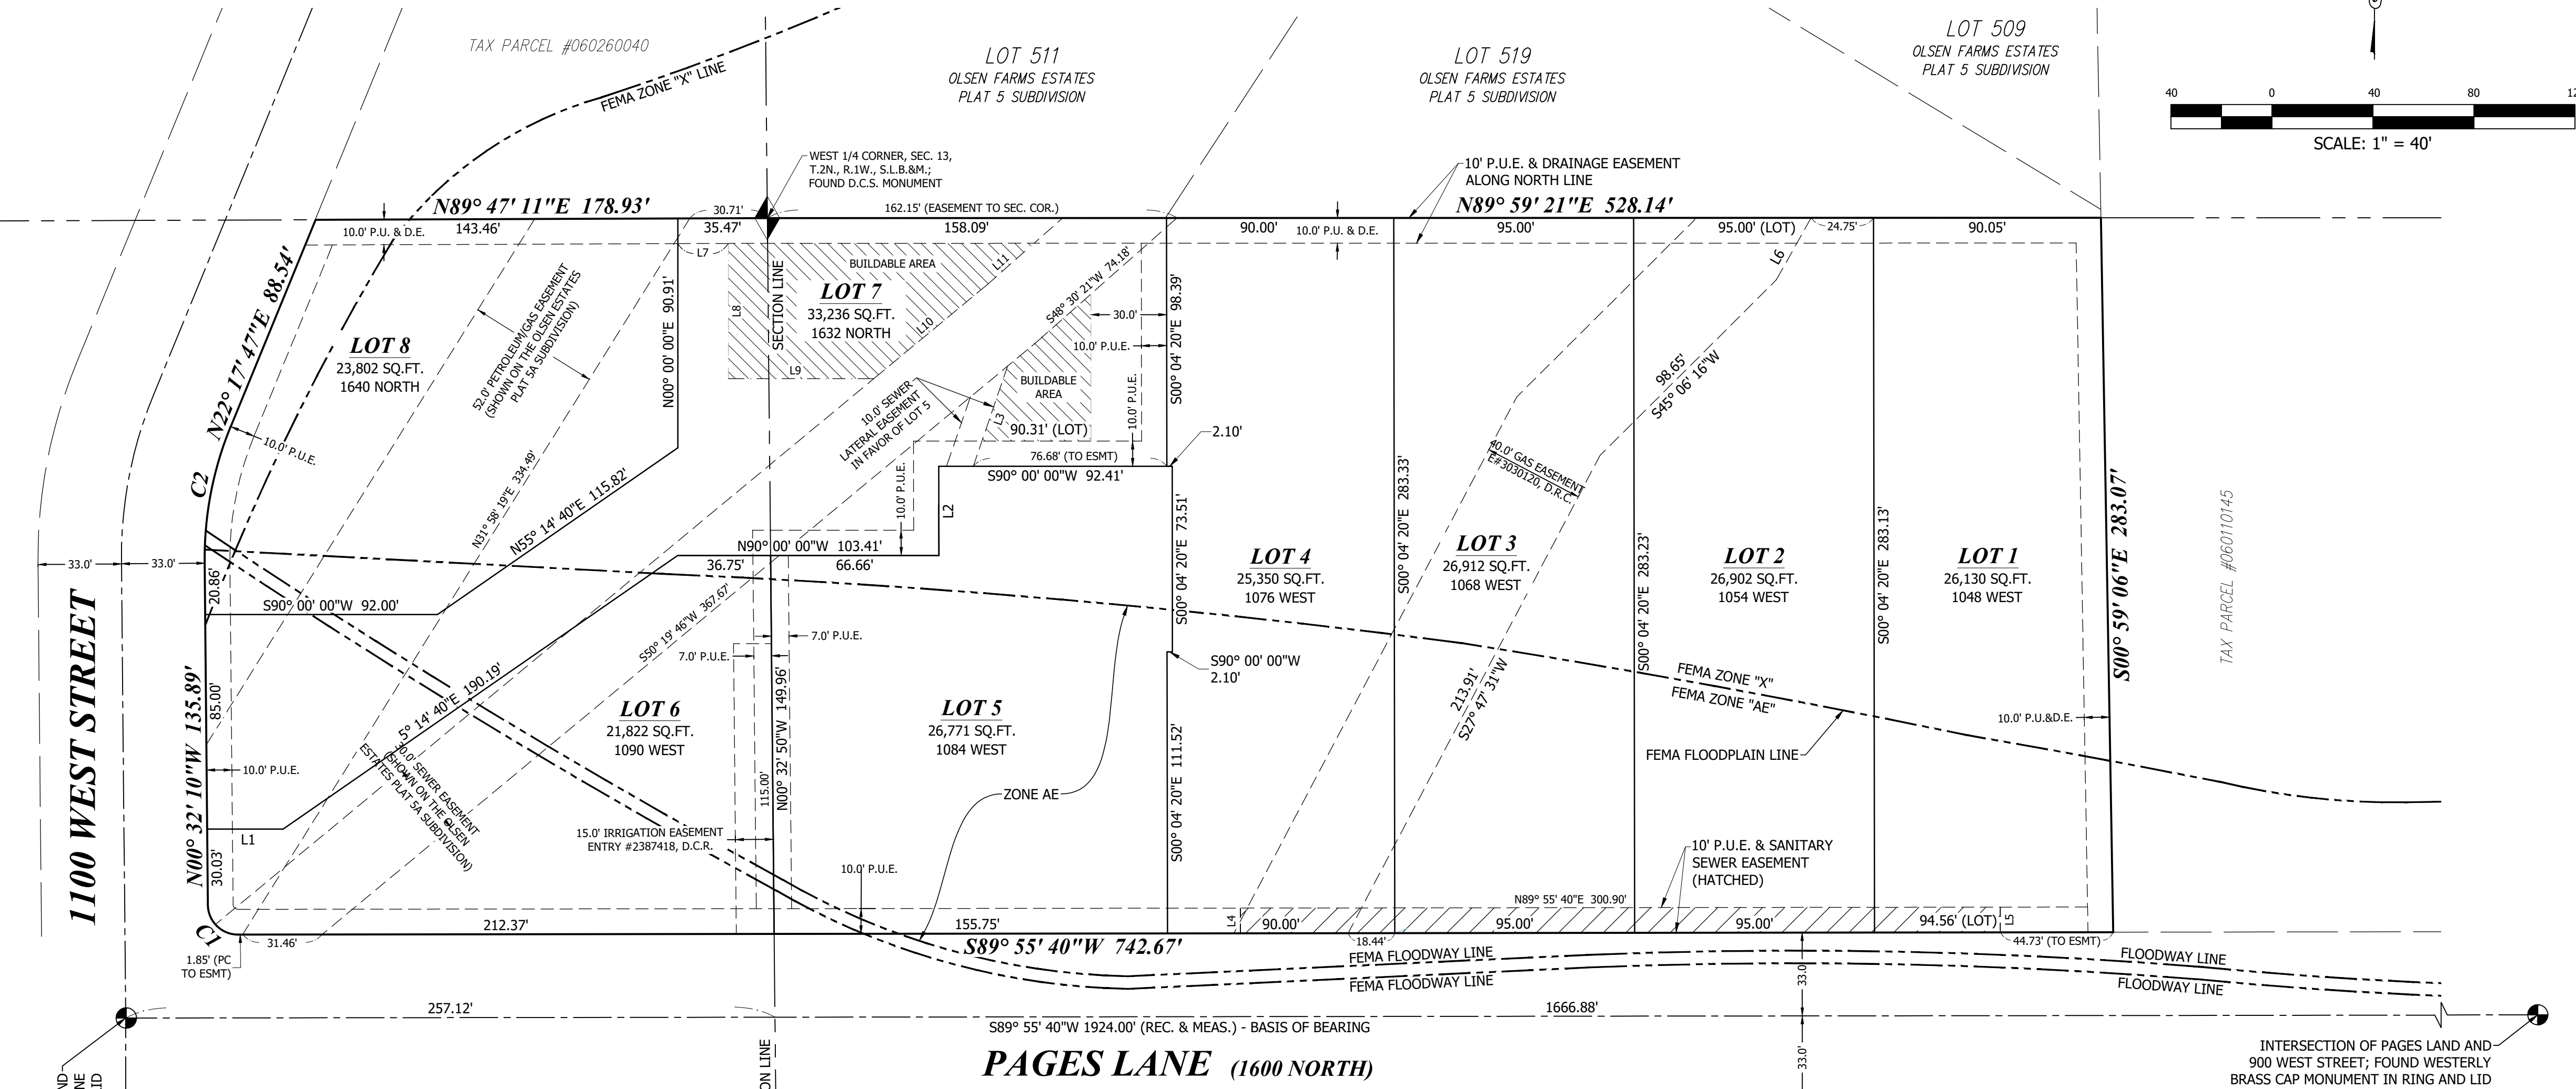 TAX PARCEL #060260040
FEMA ZONE "X" LINE
LOT 511
OLSEN FARMS ESTATES
PLAT 5 SUBDIVISION
LOT 519
OLSEN FARMS ESTATES
PLAT 5 SUBDIVISION
LOT 509
OLSEN FARMS ESTATES
PLAT 5 SUBDIVISION
40 0 40 80 12
SCALE: 1" = 40'
WEST 1/4 CORNER, SEC. 13,
T.2N., R.1W., S.L.B.&M.;
FOUND D.C.S. MONUMENT
10' P.U.E. & DRAINAGE EASEMENT
ALONG NORTH LINE
N89° 47' 11"E 178.93'
30.71'
162.15' (EASEMENT TO SEC. COR.)
N89° 59' 21"E 528.14'
10.0' P.U. & D.E.
143.46'
35.47'
158.09'
90.00'
10.0' P.U. & D.E.
95.00'
95.00' (LOT)
24.75'
90.05'
L7
L8
L9
L10
L11
L6
BUILDABLE AREA
LOT 7
33,236 SQ.FT.
1632 NORTH
SECTION LINE
S48° 30' 21"W 74.18'
30.0'
10.0' P.U.E.
10.0' P.U.E.
BUILDABLE
AREA
L3
90.31' (LOT)
76.68' (TO ESMT)
S90° 00' 00"W 92.41'
2.10'
S00° 04' 20"E 98.39'
N22° 17' 47"E 88.54'
LOT 8
23,802 SQ.FT.
1640 NORTH
52.0' PETROLEUM/GAS EASEMENT
(SHOWN ON THE OLSEN ESTATES
PLAT 5A SUBDIVISION)
N00° 00' 00"E 90.91'
10.0' P.U.E.
C2
N31° 58' 19"E 334.49'
N55° 14' 40"E 115.82'
10.0' SEWER
LATERAL EASEMENT
IN FAVOR OF LOT 5
10.0' P.U.E.
L2
N90° 00' 00"W 103.41'
36.75'
66.66'
33.0'
33.0'
20.86'
S90° 00' 00"W 92.00'
S50° 19' 46"W 367.67'
7.0' P.U.E.
7.0' P.U.E.
S00° 04' 20"E 73.51'
S90° 00' 00"W
2.10'
LOT 4
25,350 SQ.FT.
1076 WEST
S00° 04' 20"E 283.33'
40.0' GAS EASEMENT
E#3030120, D.R.C.
98.65'
S45° 06' 16"W
LOT 3
26,912 SQ.FT.
1068 WEST
S00° 04' 20"E 283.23'
LOT 2
26,902 SQ.FT.
1054 WEST
S00° 04' 20"E 283.13'
LOT 1
26,130 SQ.FT.
1048 WEST
S00° 59' 06"E 283.07'
TAX PARCEL #060110145
1100 WEST STREET
N00° 32' 10"W 135.89'
85.00'
10.0' P.U.E.
5° 14' 40"E 190.19'
30.0' SEWER EASEMENT
(SHOWN ON THE OLSEN
ESTATES PLAT 5A SUBDIVISION)
LOT 6
21,822 SQ.FT.
1090 WEST
115.00'
N00° 32' 50"W 149.96'
LOT 5
26,771 SQ.FT.
1084 WEST
ZONE AE
S00° 04' 20"E 111.52'
213.91'
S27° 47' 31"W
FEMA ZONE "X"
FEMA ZONE "AE"
FEMA FLOODPLAIN LINE
10.0' P.U.&D.E.
15.0' IRRIGATION EASEMENT
ENTRY #2387418, D.C.R.
10.0' P.U.E.
L1
30.03'
C1
31.46'
1.85' (PC
TO ESMT)
212.37'
155.75'
S89° 55' 40"W 742.67'
10' P.U.E. & SANITARY
SEWER EASEMENT
(HATCHED)
N89° 55' 40"E 300.90'
L4
90.00'
18.44'
95.00'
95.00'
94.56' (LOT)
L5
44.73' (TO ESMT)
FEMA FLOODWAY LINE
FEMA FLOODWAY LINE
FLOODWAY LINE
FLOODWAY LINE
33.0
33.0'
257.12'
1666.88'
S89° 55' 40"W 1924.00' (REC. & MEAS.) - BASIS OF BEARING
PAGES LANE (1600 NORTH)
ON LINE
ND
NE
LID
INTERSECTION OF PAGES LAND AND
900 WEST STREET; FOUND WESTERLY
BRASS CAP MONUMENT IN RING AND LID